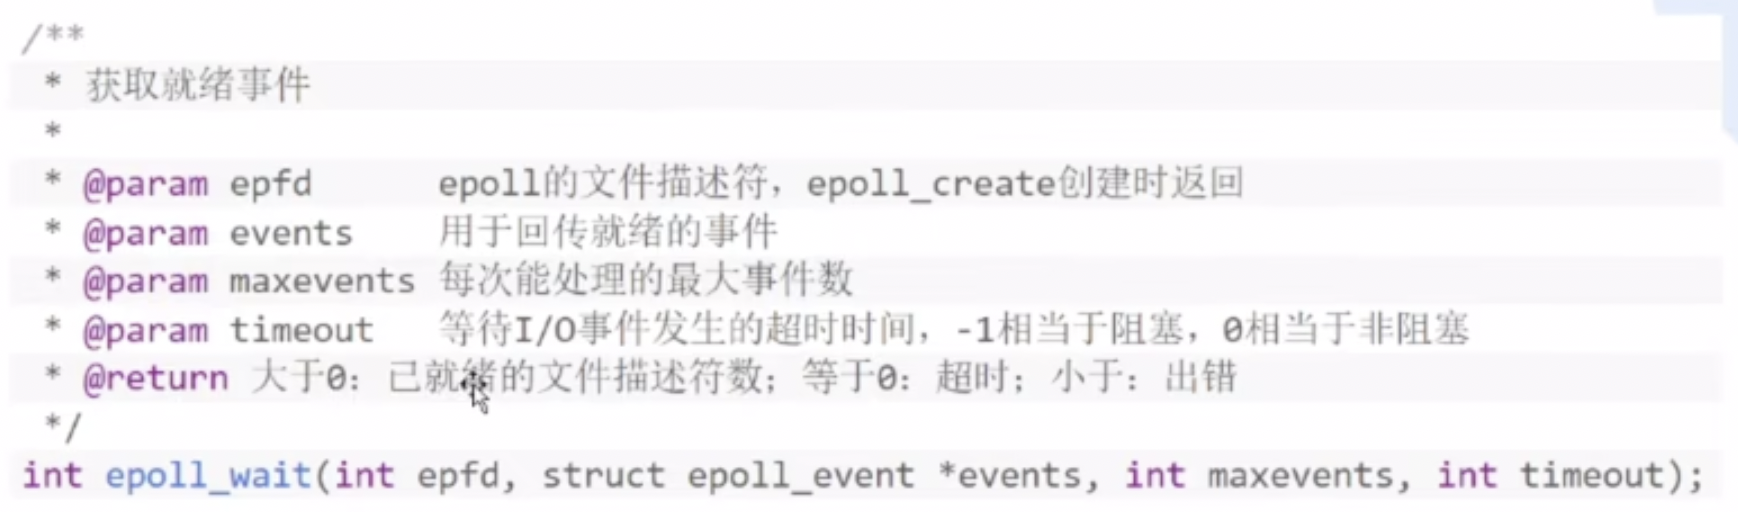 /**
 * 获取就绪事件
 *
 * @param epfd      epoll的文件描述符，epoll_create创建时返回
 * @param events    用于回传就绪的事件
 * @param maxevents 每次能处理的最大事件数
 * @param timeout   等待I/O事件发生的超时时间，-1相当于阻塞，0相当于非阻塞
 * @return 大于0：已就绪的文件描述符数；等于0：超时；小于：出错
 */
int epoll_wait(int epfd, struct epoll_event *events, int maxevents, int timeout);